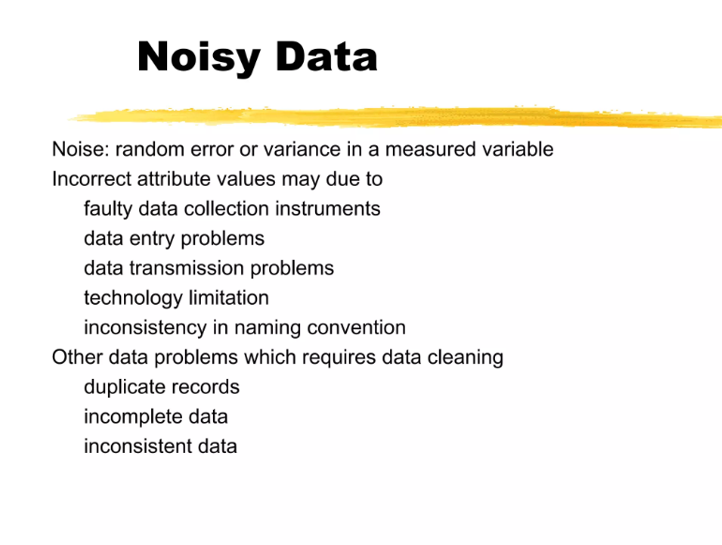 Noisy Data
Noise: random error or variance in a measured variable
Incorrect attribute values may due to
faulty data collection instruments
data entry problems
data transmission problems
technology limitation
inconsistency in naming convention
Other data problems which requires data cleaning
duplicate records
incomplete data
inconsistent data